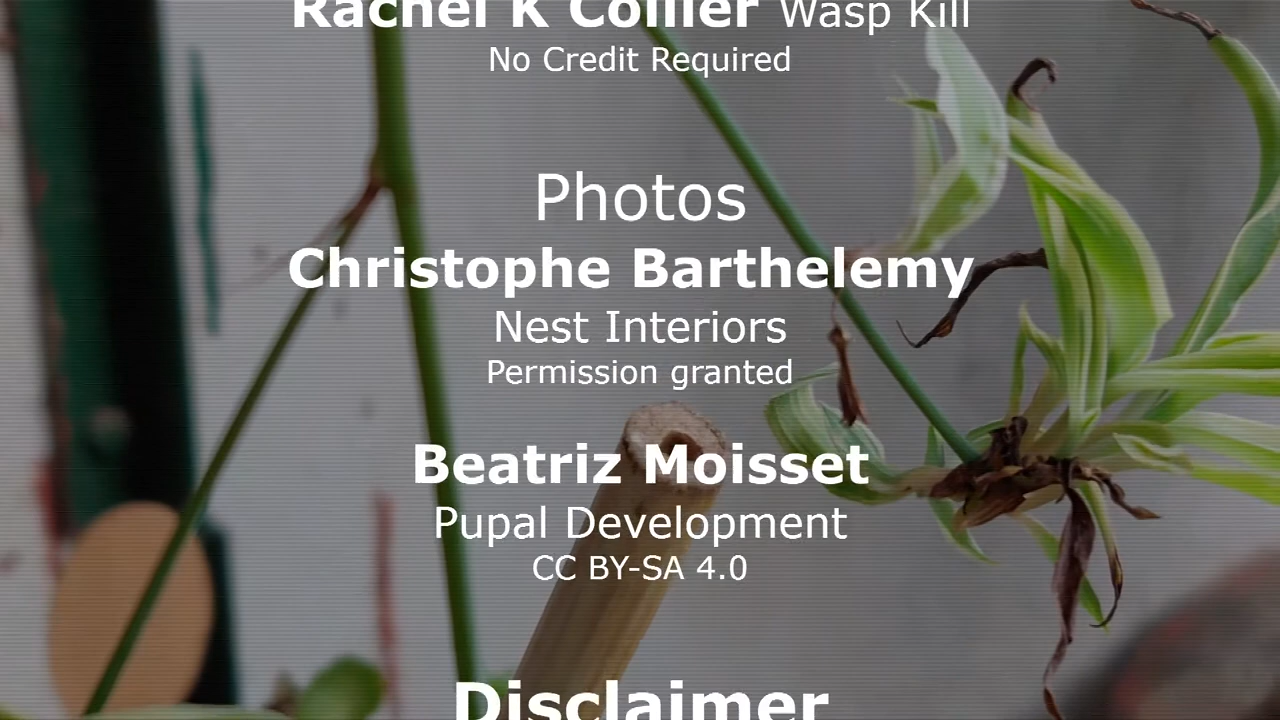 Rachel K Collier Wasp Kill
No Credit Required
Photos
Christophe Barthelemy
Nest Interiors
Permission granted
Beatriz Moisset
Pupal Development
CC BY-SA 4.0
Disclaimer